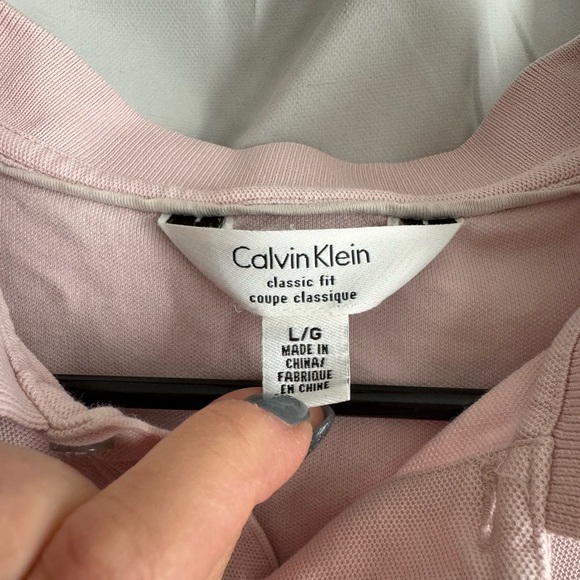 Calvin Klein
classic fit
coupe classique
L/G
MADE IN
CHINA/
FABRIQUE
EN CHINE